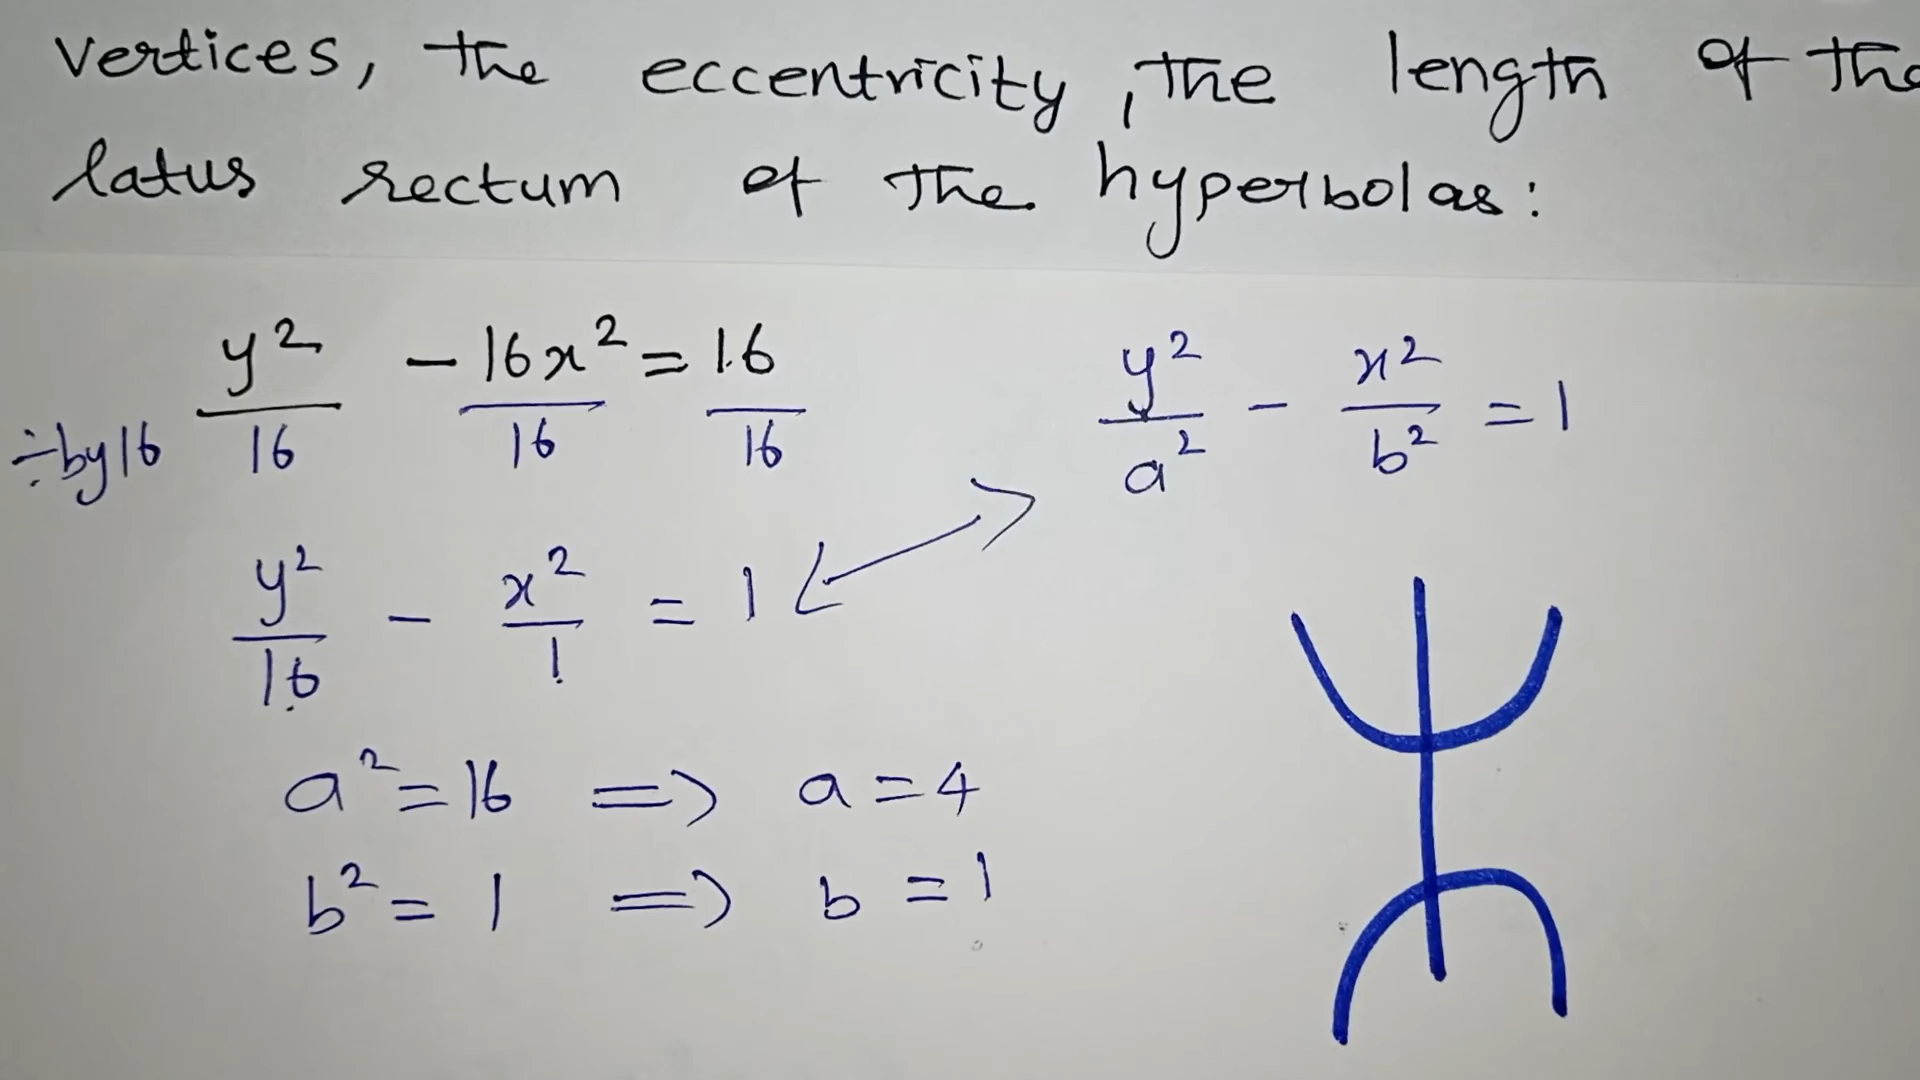 vertices, the eccentricity, the length of the
latus rectum of the hyperbolas:
÷by16 y²/16 - 16x²/16 = 16/16
y²/a² - x²/b² = 1
y²/16 - x²/1 = 1
a² = 16 => a = 4
b² = 1 => b = 1